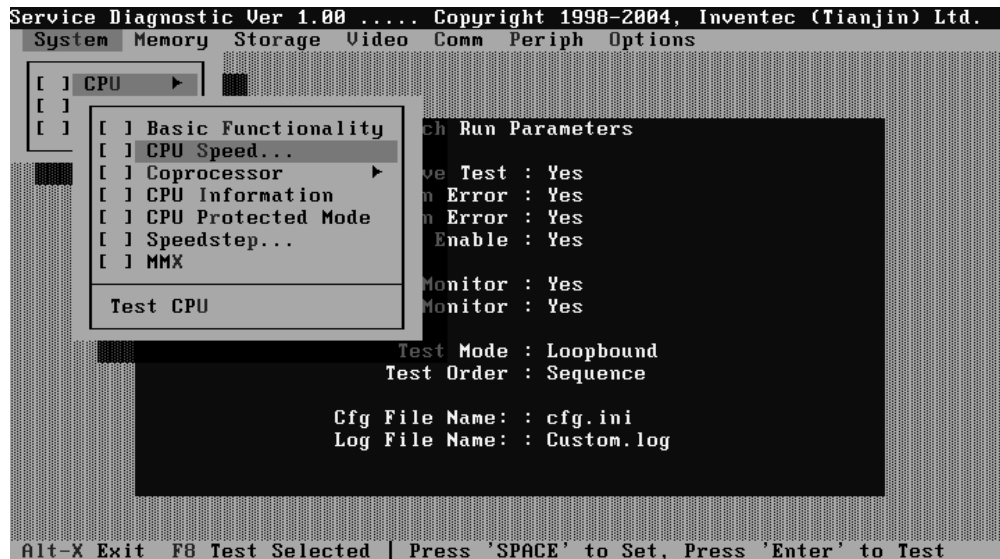 Service Diagnostic Ver 1.00 ..... Copyright 1998-2004, Inventec (Tianjin) Ltd.
System Memory Storage Video Comm Periph Options
[ ] CPU ►
[ ]
[ ]
[ ] Basic Functionality
[ ] CPU Speed...
[ ] Coprocessor ►
[ ] CPU Information
[ ] CPU Protected Mode
[ ] Speedstep...
[ ] MMX
Test CPU
ch Run Parameters
ve Test : Yes
n Error : Yes
n Error : Yes
Enable : Yes
Monitor : Yes
Monitor : Yes
Test Mode : Loopbound
Test Order : Sequence
Cfg File Name: : cfg.ini
Log File Name: : Custom.log
Alt-X Exit F8 Test Selected | Press 'SPACE' to Set, Press 'Enter' to Test